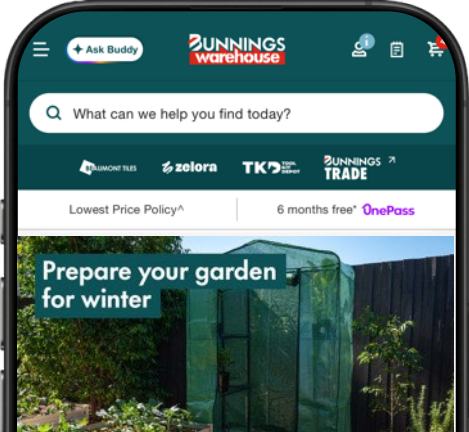 Ask Buddy
BUNNINGS
warehouse
i
What can we help you find today?
BEAUMONT TILES
zelora
TKD TOOL KIT DEPOT
BUNNINGS
TRADE
Lowest Price Policy^
6 months free* OnePass
Prepare your garden
for winter